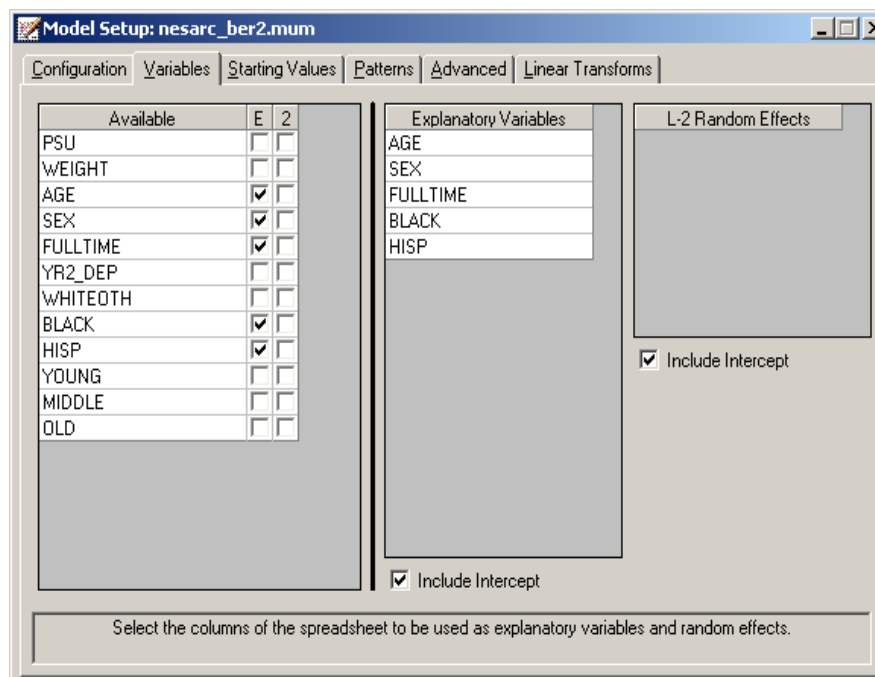 Model Setup: nesarc_ber2.mum
Configuration Variables Starting Values Patterns Advanced Linear Transforms
Available E 2
PSU
WEIGHT
AGE
SEX
FULLTIME
YR2_DEP
WHITEOTH
BLACK
HISP
YOUNG
MIDDLE
OLD
Explanatory Variables
AGE
SEX
FULLTIME
BLACK
HISP
Include Intercept
L-2 Random Effects
Include Intercept
Select the columns of the spreadsheet to be used as explanatory variables and random effects.